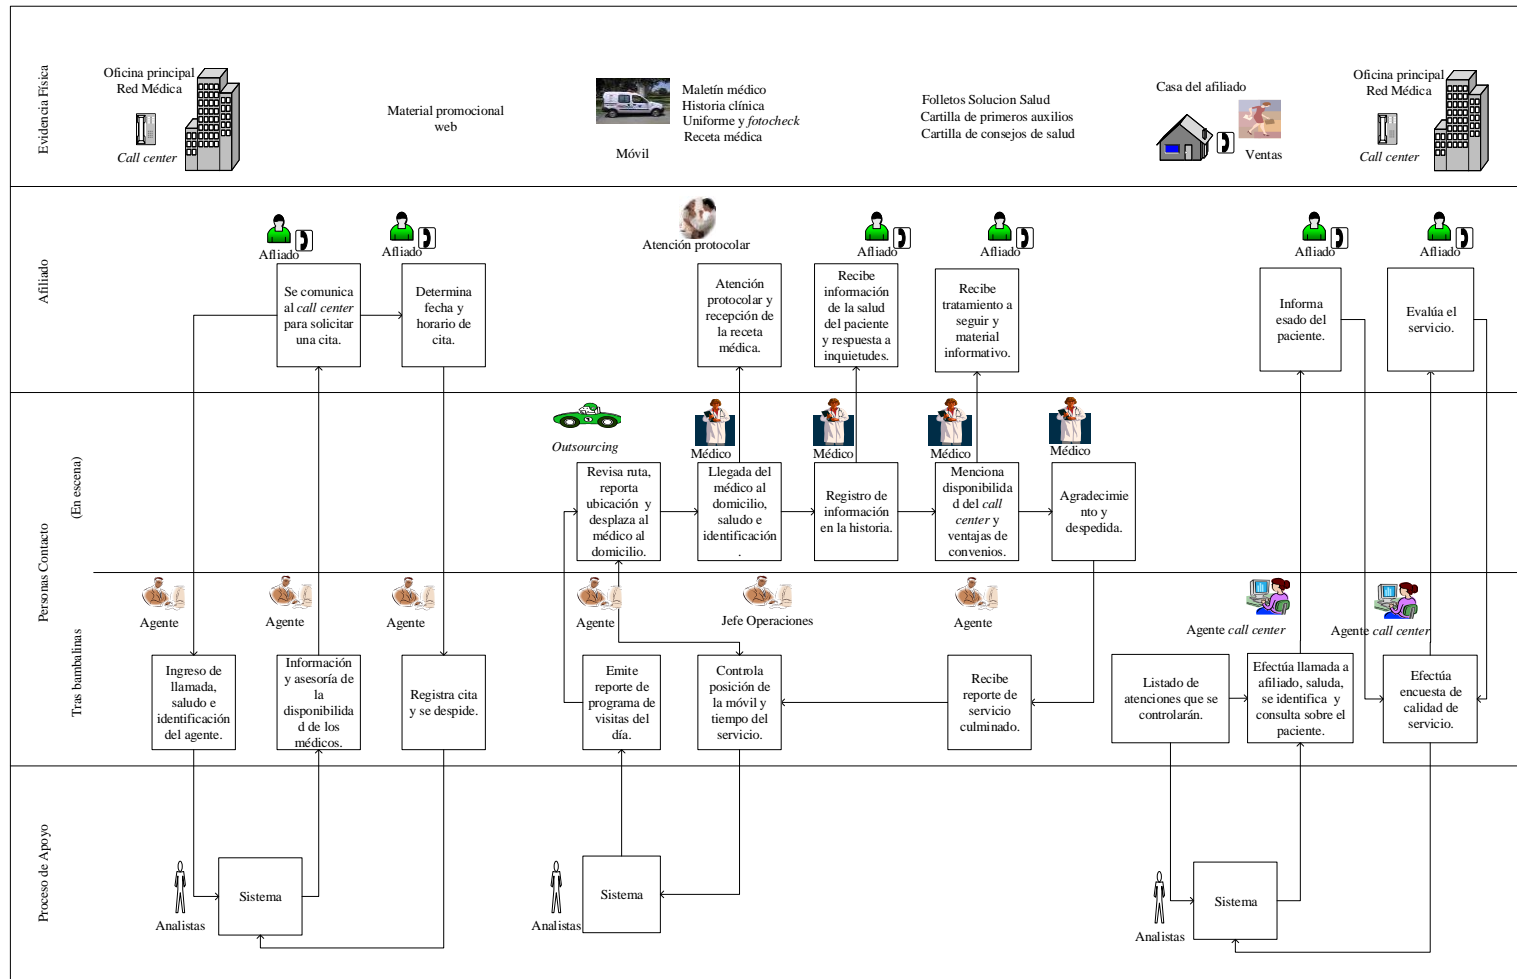 Evidencia Física
Oficina principal
Red Médica
Call center
Material promocional
web
Móvil
Maletín médico
Historia clínica
Uniforme y fotocheck
Receta médica
Folletos Solucion Salud
Cartilla de primeros auxilios
Cartilla de consejos de salud
Casa del afiliado
Ventas
Oficina principal
Red Médica
Call center
Afiliado
Afliado
Se comunica
al call center
para solicitar
una cita.
Afliado
Determina
fecha y
horario de
cita.
Atención protocolar
Atención
protocolar y
recepción de
la receta
médica.
Afliado
Recibe
información
de la salud
del paciente
y respuesta a
inquietudes.
Afliado
Recibe
tratamiento a
seguir y
material
informativo.
Afliado
Informa
esado del
paciente.
Afliado
Evalúa el
servicio.
Personas Contacto
(En escena)
Outsourcing
Revisa ruta,
reporta
ubicación y
desplaza al
médico al
domicilio.
Médico
Llegada del
médico al
domicilio,
saludo e
identificación
.
Médico
Registro de
información
en la historia.
Médico
Menciona
disponibilida
d del call
center y
ventajas de
convenios.
Médico
Agradecimie
nto y
despedida.
Tras bambalinas
Agente
Ingreso de
llamada,
saludo e
identificación
del agente.
Agente
Información
y asesoría de
la
disponibilida
d de los
médicos.
Agente
Registra cita
y se despide.
Agente
Emite
reporte de
programa de
visitas del
día.
Jefe Operaciones
Controla
posición de
la móvil y
tiempo del
servicio.
Agente
Recibe
reporte de
servicio
culminado.
Listado de
atenciones que se
controlarán.
Agente call center
Efectúa llamada a
afiliado, saluda,
se identifica y
consulta sobre el
paciente.
Agente call center
Efectúa
encuesta de
calidad de
servicio.
Proceso de Apoyo
Analistas
Sistema
Analistas
Sistema
Analistas
Sistema